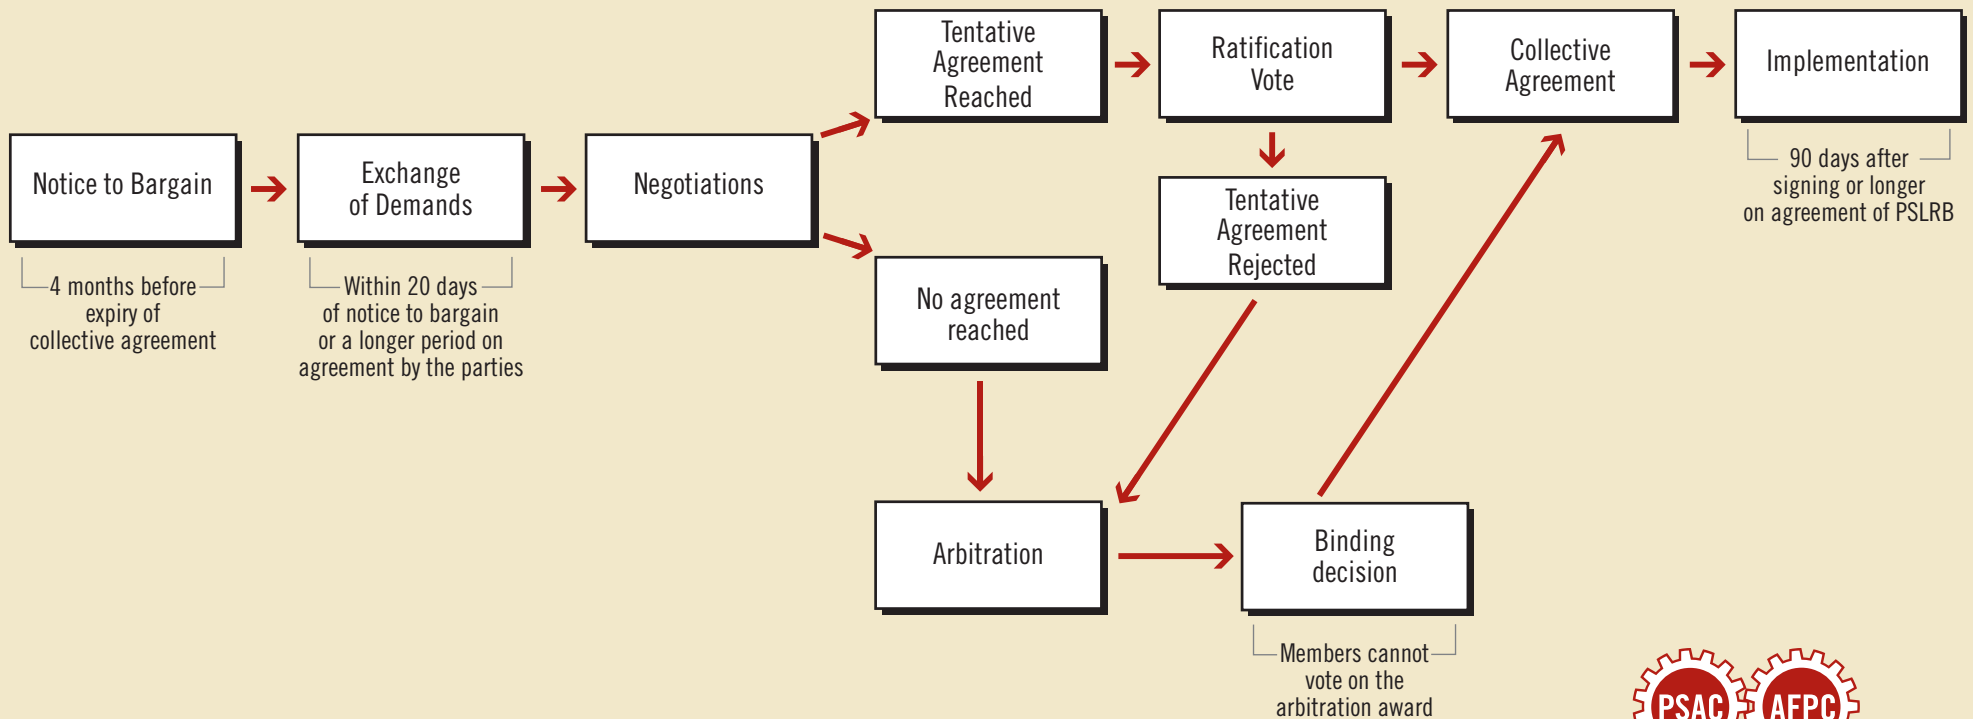 Notice to Bargain
4 months before
expiry of
collective agreement
Exchange
of Demands
Within 20 days
of notice to bargain
or a longer period on
agreement by the parties
Negotiations
Tentative
Agreement
Reached
Ratification
Vote
Collective
Agreement
Implementation
90 days after
signing or longer
on agreement of PSLRB
Tentative
Agreement
Rejected
No agreement
reached
Arbitration
Binding
decision
Members cannot
vote on the
arbitration award
PSAC
AFPC